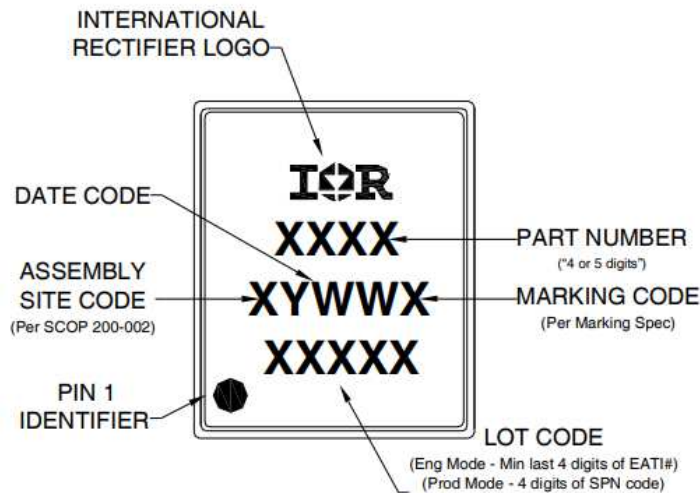 INTERNATIONAL
RECTIFIER LOGO
IOR
DATE CODE
XXXX
PART NUMBER
("4 or 5 digits")
ASSEMBLY
SITE CODE
(Per SCOP 200-002)
XYWWX
MARKING CODE
(Per Marking Spec)
XXXXX
PIN 1
IDENTIFIER
LOT CODE
(Eng Mode - Min last 4 digits of EATI#)
(Prod Mode - 4 digits of SPN code)